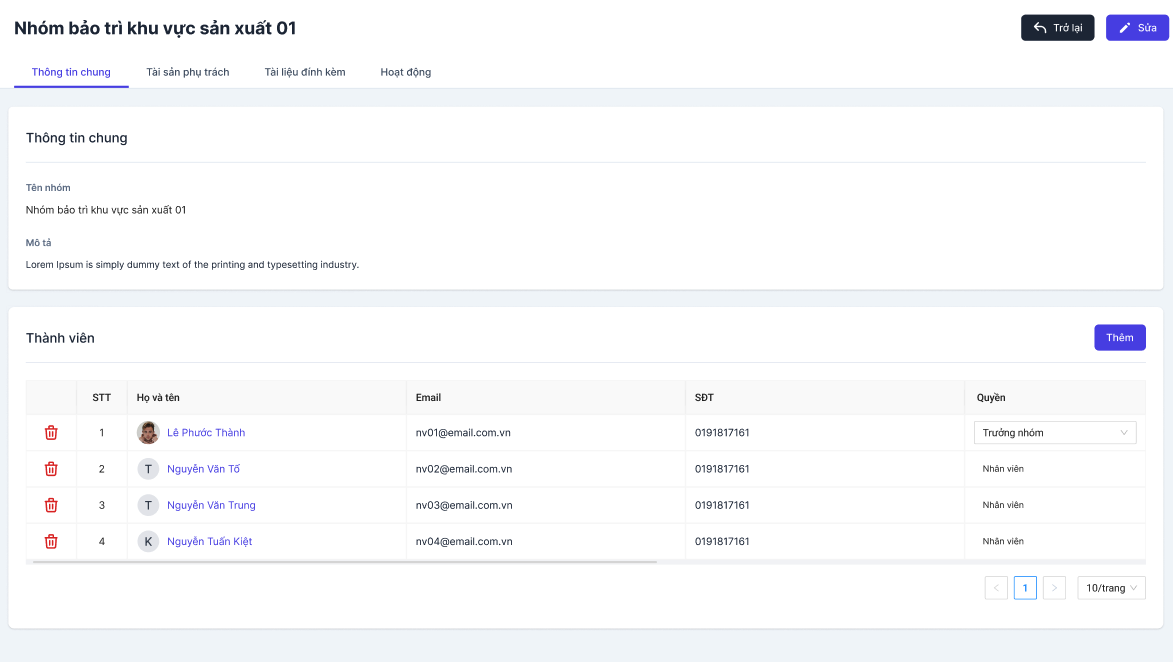 Nhóm bảo trì khu vực sản xuất 01
Trở lại
Sửa
Thông tin chung
Tài sản phụ trách
Tài liệu đính kèm
Hoạt động
Thông tin chung
Tên nhóm
Nhóm bảo trì khu vực sản xuất 01
Mô tả
Lorem Ipsum is simply dummy text of the printing and typesetting industry.
Thành viên
Thêm
STT Họ và tên Email SĐT Quyền
1 Lê Phước Thành nv01@email.com.vn 0191817161 Trưởng nhóm
2 T Nguyễn Văn Tố nv02@email.com.vn 0191817161 Nhân viên
3 T Nguyễn Văn Trung nv03@email.com.vn 0191817161 Nhân viên
4 K Nguyễn Tuấn Kiệt nv04@email.com.vn 0191817161 Nhân viên
< 1 > 10/trang